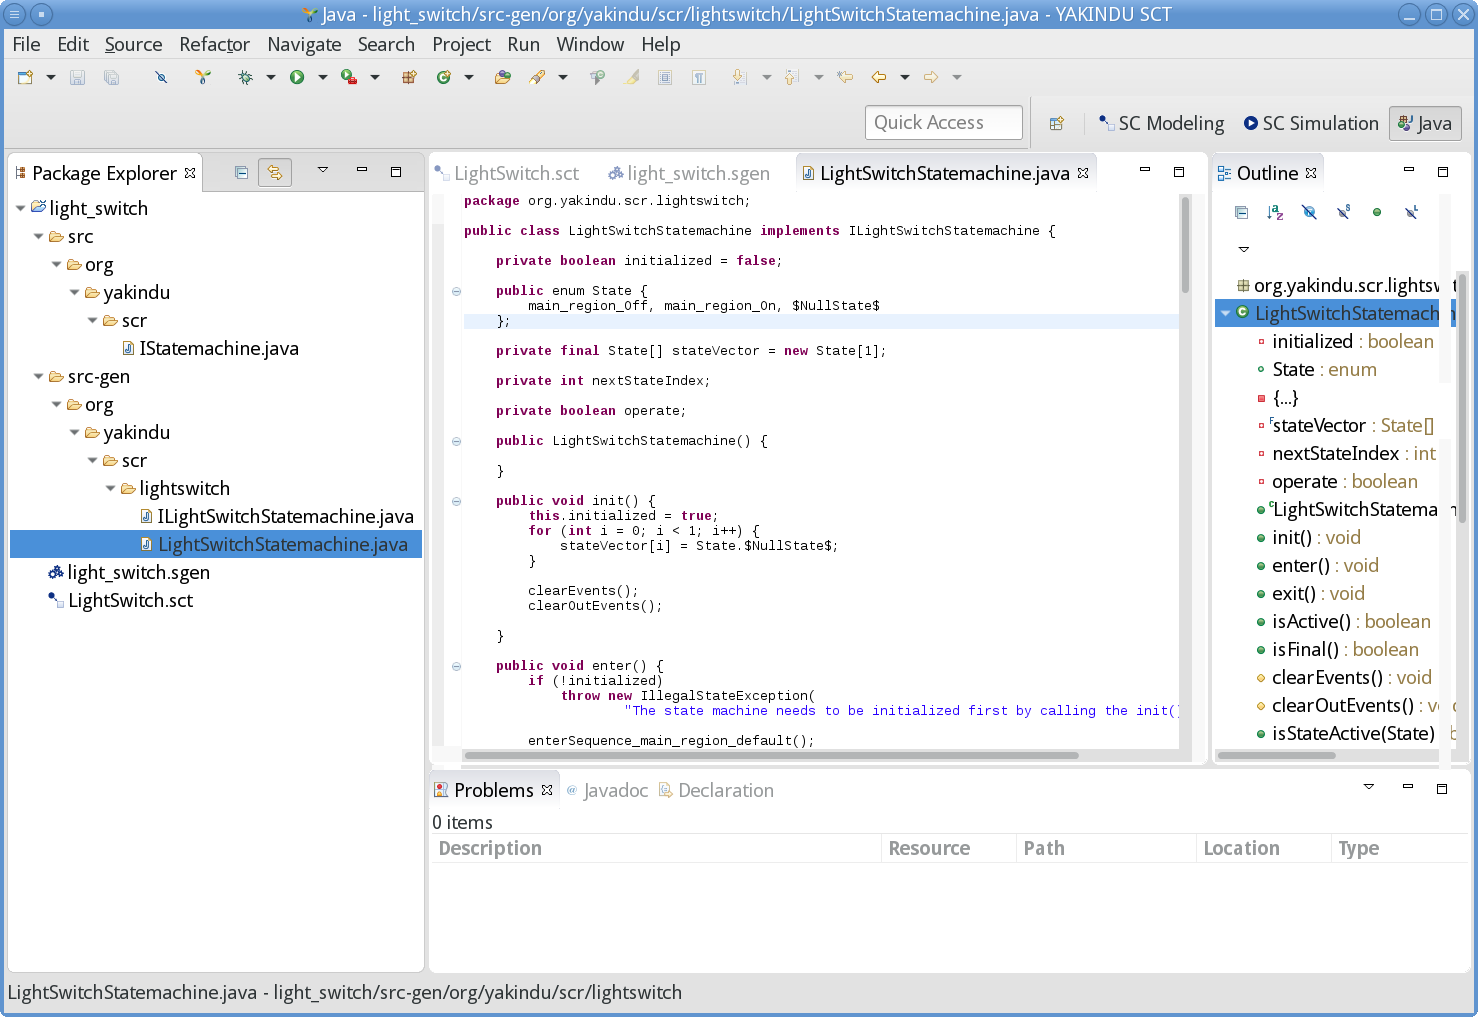 Java - light_switch/src-gen/org/yakindu/scr/lightswitch/LightSwitchStatemachine.java - YAKINDU SCT
File Edit Source Refactor Navigate Search Project Run Window Help
Quick Access SC Modeling SC Simulation Java
Package Explorer
light_switch
src
org
yakindu
scr
IStatemachine.java
src-gen
org
yakindu
scr
lightswitch
ILightSwitchStatemachine.java
LightSwitchStatemachine.java
light_switch.sgen
LightSwitch.sct
LightSwitch.sct light_switch.sgen LightSwitchStatemachine.java
package org.yakindu.scr.lightswitch;
public class LightSwitchStatemachine implements ILightSwitchStatemachine {
private boolean initialized = false;
public enum State {
main_region_Off, main_region_On, $NullState$
};
private final State[] stateVector = new State[1];
private int nextStateIndex;
private boolean operate;
public LightSwitchStatemachine() {
}
public void init() {
this.initialized = true;
for (int i = 0; i < 1; i++) {
stateVector[i] = State.$NullState$;
}
clearEvents();
clearOutEvents();
}
public void enter() {
if (!initialized)
throw new IllegalStateException(
"The state machine needs to be initialized first by calling the init()
enterSequence_main_region_default();
Outline
org.yakindu.scr.lightsw
LightSwitchStatemachin
initialized : boolean
State : enum
{...}
stateVector : State[]
nextStateIndex : int
operate : boolean
LightSwitchStatema
init() : void
enter() : void
exit() : void
isActive() : boolean
isFinal() : boolean
clearEvents() : void
clearOutEvents() : vo
isStateActive(State) : b
Problems Javadoc Declaration
0 items
Description Resource Path Location Type
LightSwitchStatemachine.java - light_switch/src-gen/org/yakindu/scr/lightswitch